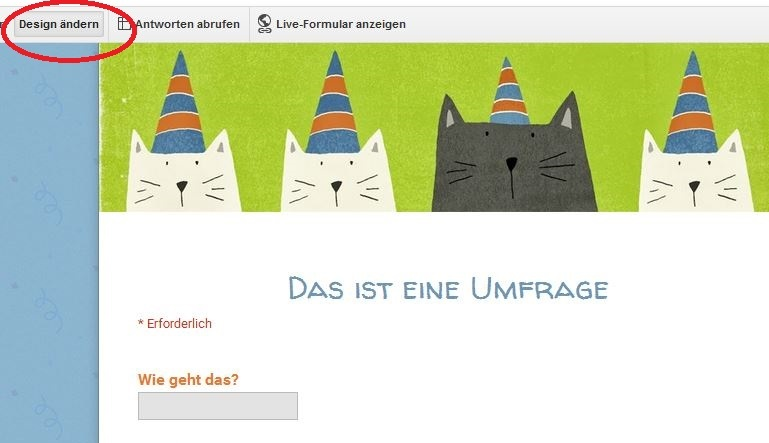 Design ändern
Antworten abrufen
Live-Formular anzeigen
Das ist eine Umfrage
* Erforderlich
Wie geht das?